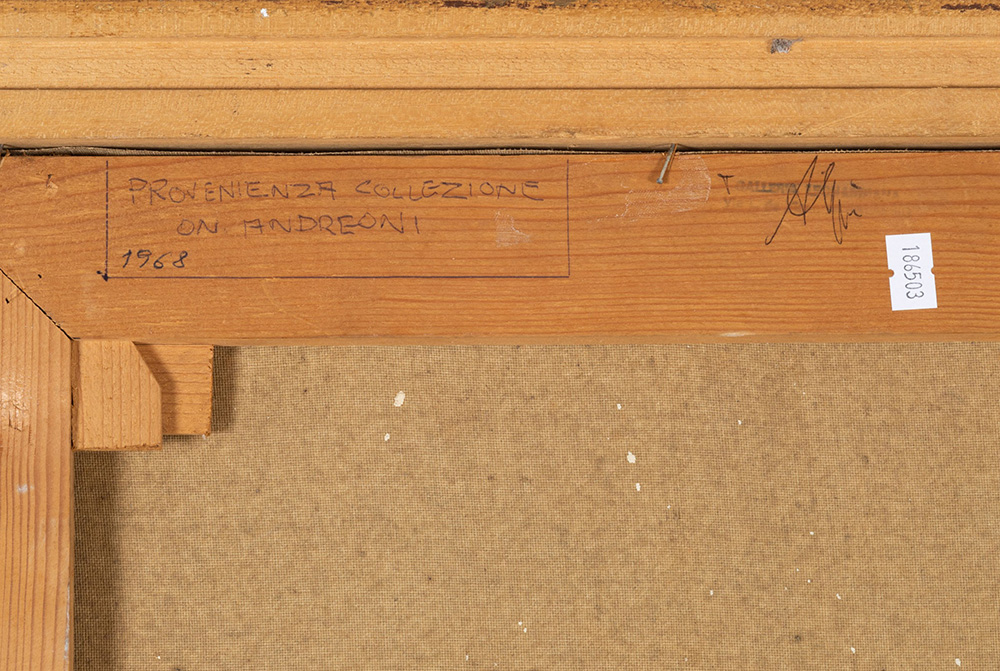 PROVENIENZA COLLEZIONE
ON. ANDREONI
1968
186503